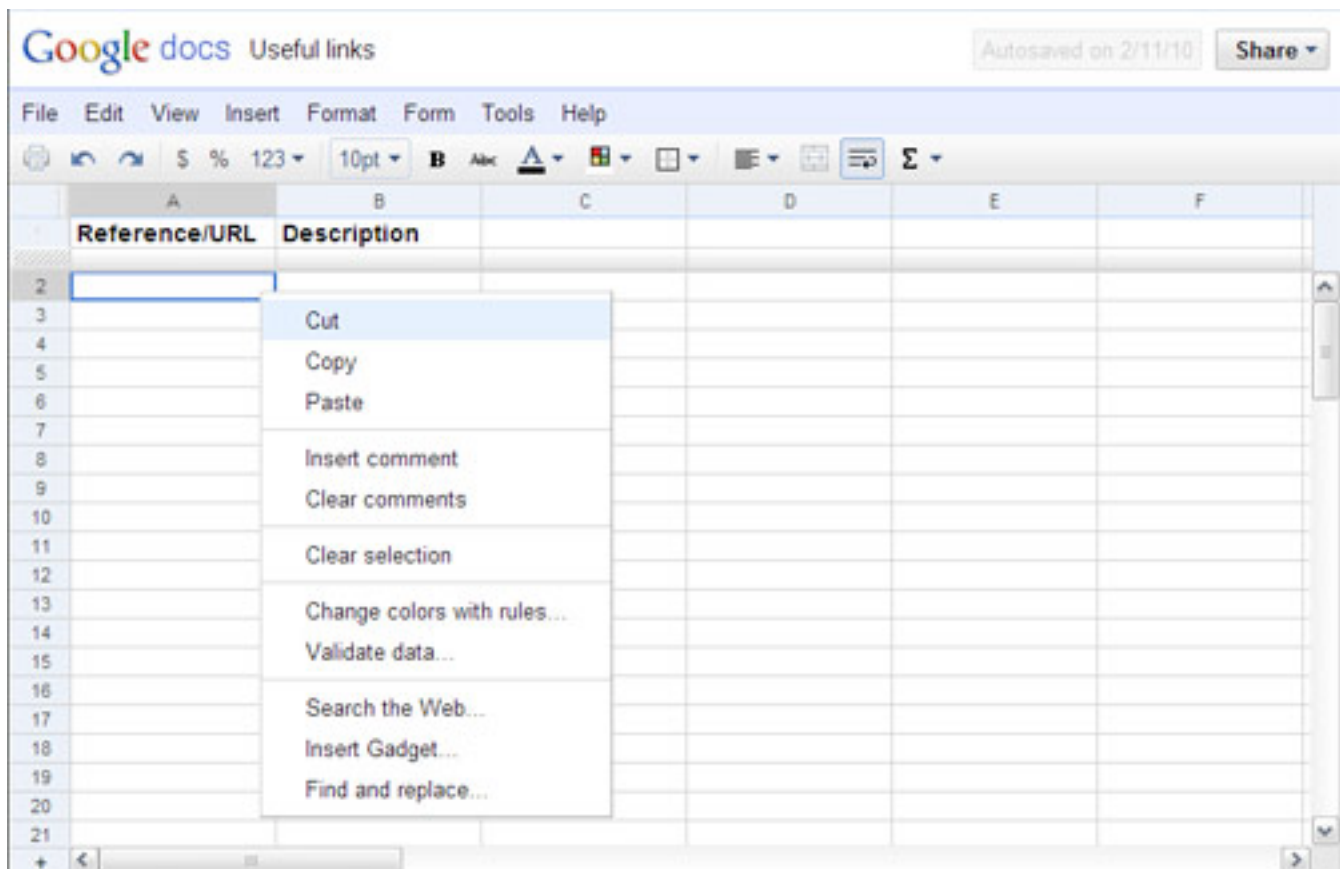 Google docs Useful links Autosaved on 2/11/10 Share
File Edit View Insert Format Form Tools Help
$ % 123 10pt B Abc A Σ
A B C D E F
Reference/URL Description
2
3
Cut
4
Copy
5
6
Paste
7
8
Insert comment
9
Clear comments
10
11
Clear selection
12
13
Change colors with rules...
14
15
Validate data...
16
17
Search the Web...
18
Insert Gadget...
19
Find and replace...
20
21
+